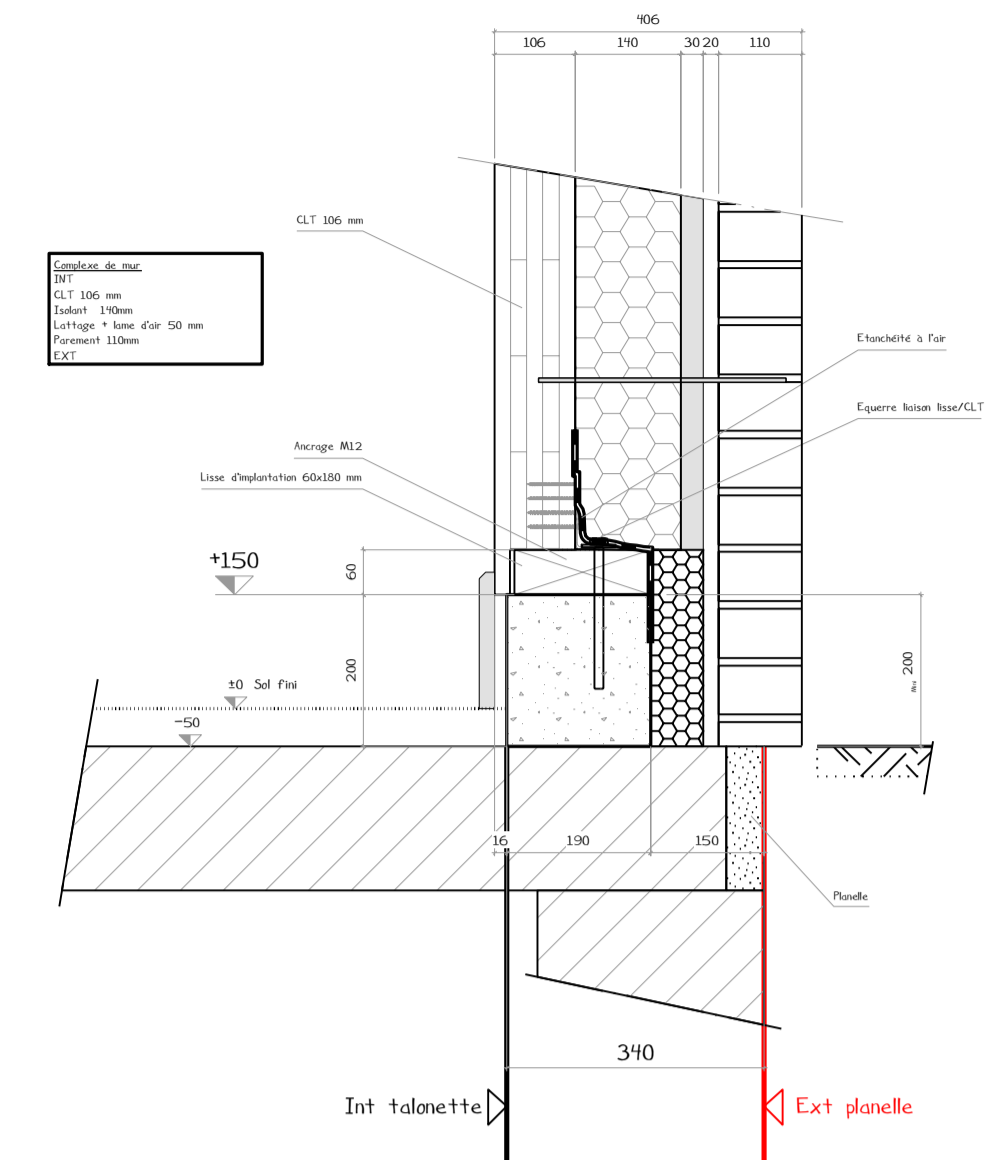 406
106
140
30
20
110
CLT 106 mm
Complexe de mur
INT
CLT 106 mm
Isolant 140mm
Lattage + lame d'air 50 mm
Parement 110mm
EXT
Etanchéité à l'air
Equerre liaison lisse/CLT
Ancrage M12
Lisse d'implantation 60x180 mm
+150
60
200
200
Mini
±0 Sol fini
-50
16
190
150
Planelle
340
Int talonette
Ext planelle